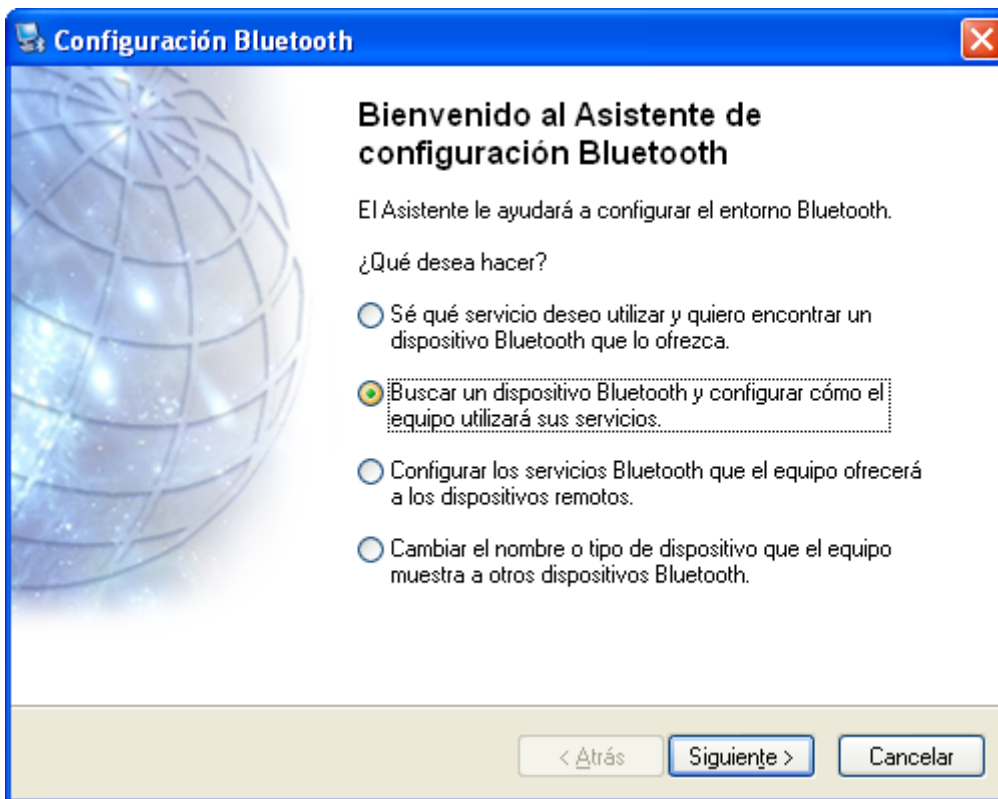 Configuración Bluetooth
Bienvenido al Asistente de
configuración Bluetooth
El Asistente le ayudará a configurar el entorno Bluetooth.
¿Qué desea hacer?
Sé qué servicio deseo utilizar y quiero encontrar un
dispositivo Bluetooth que lo ofrezca.
Buscar un dispositivo Bluetooth y configurar cómo el
equipo utilizará sus servicios.
Configurar los servicios Bluetooth que el equipo ofrecerá
a los dispositivos remotos.
Cambiar el nombre o tipo de dispositivo que el equipo
muestra a otros dispositivos Bluetooth.
< Atrás   Siguiente >   Cancelar